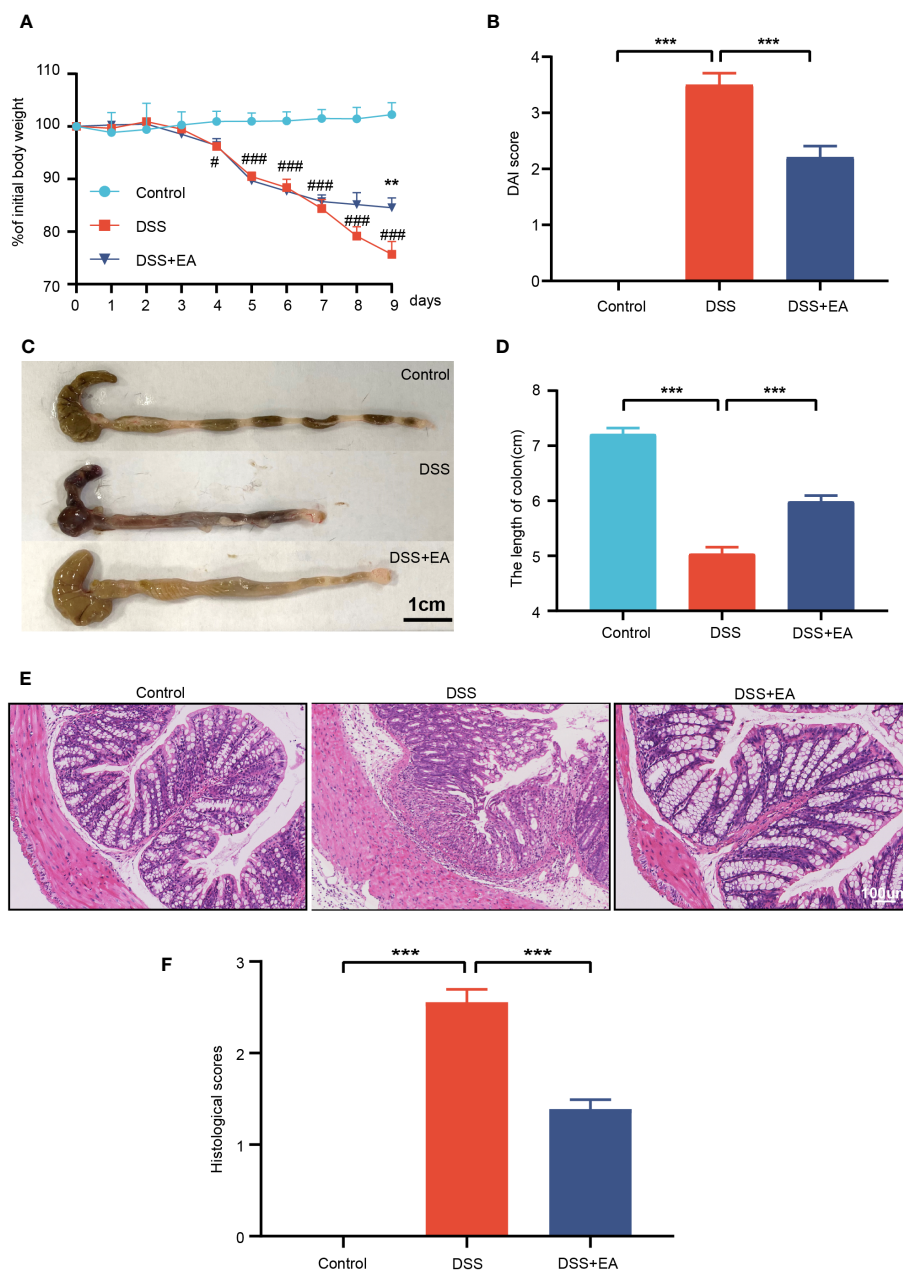 A
110
100
90
80
70
%of initial body weight
Control
DSS
DSS+EA
#
###
###
###
###
###
**
0 1 2 3 4 5 6 7 8 9 days
B
*** ***
4
3
2
1
0
DAI score
Control DSS DSS+EA
C
Control
DSS
DSS+EA
1cm
D
*** ***
8
7
6
5
4
The length of colon(cm)
Control DSS DSS+EA
E
Control DSS DSS+EA
100um
F
*** ***
3
2
1
0
Histological scores
Control DSS DSS+EA